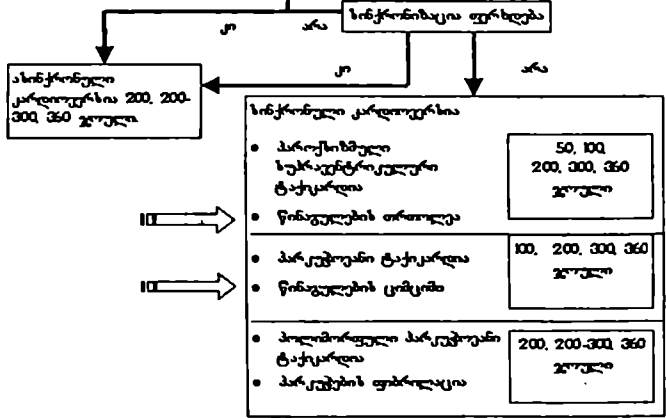 კი
არა
სინქრონიზაცია ფერხდება
კი
არა
ასინქრონული
კარდიოვერსია 200, 200-
300, 360 ჯოული
სინქრონული კარდიოვერსია
• პაროქსიზმული
სუპრავენტრიკულური
ტაქიკარდია
50, 100,
200, 300, 360
ჯოული
• წინაგულების თრთოლვა
• პარკუჭოვანი ტაქიკარდია
• წინაგულების ციმციმი
100, 200, 300, 360
ჯოული
• პოლიმორფული პარკუჭოვანი
ტაქიკარდია
• პარკუჭების ფიბრილაცია
200, 200-300, 360
ჯოული